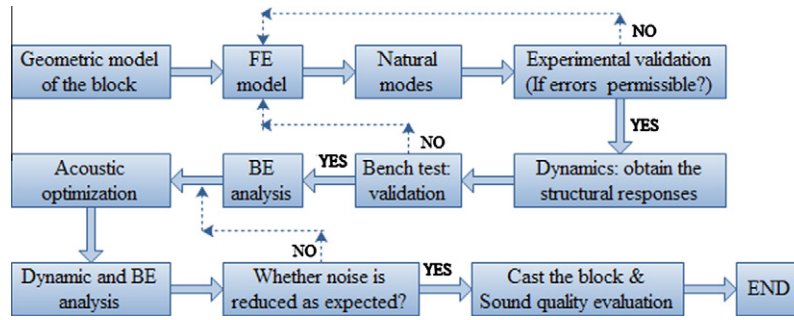 NO
Geometric model
of the block
FE
model
Natural
modes
Experimental validation
(If errors permissible?)
YES
NO
Acoustic
optimization
BE
analysis
YES
Bench test:
validation
Dynamics: obtain the
structural responses
NO
Dynamic and BE
analysis
Whether noise is
reduced as expected?
YES
Cast the block &
Sound quality evaluation
END